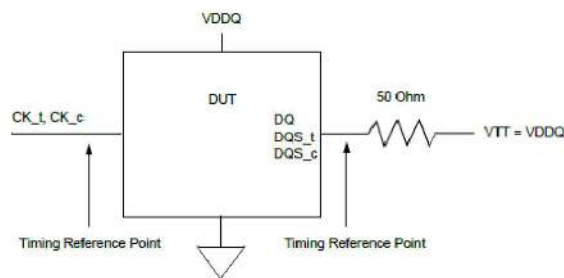 VDDQ
DUT
CK_t, CK_c
DQ
DQS_t
DQS_c
50 Ohm
VTT = VDDQ
Timing Reference Point
Timing Reference Point